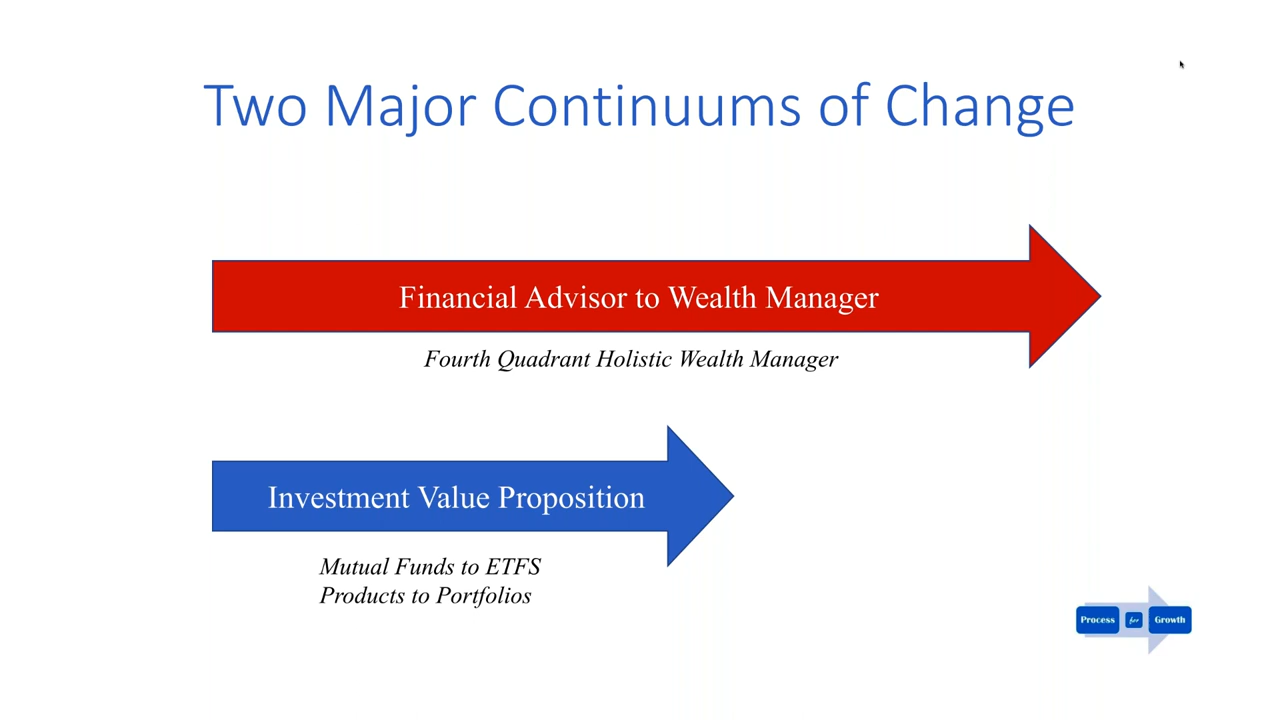 Two Major Continuums of Change
Financial Advisor to Wealth Manager
Fourth Quadrant Holistic Wealth Manager
Investment Value Proposition
Mutual Funds to ETFS
Products to Portfolios
Process for Growth